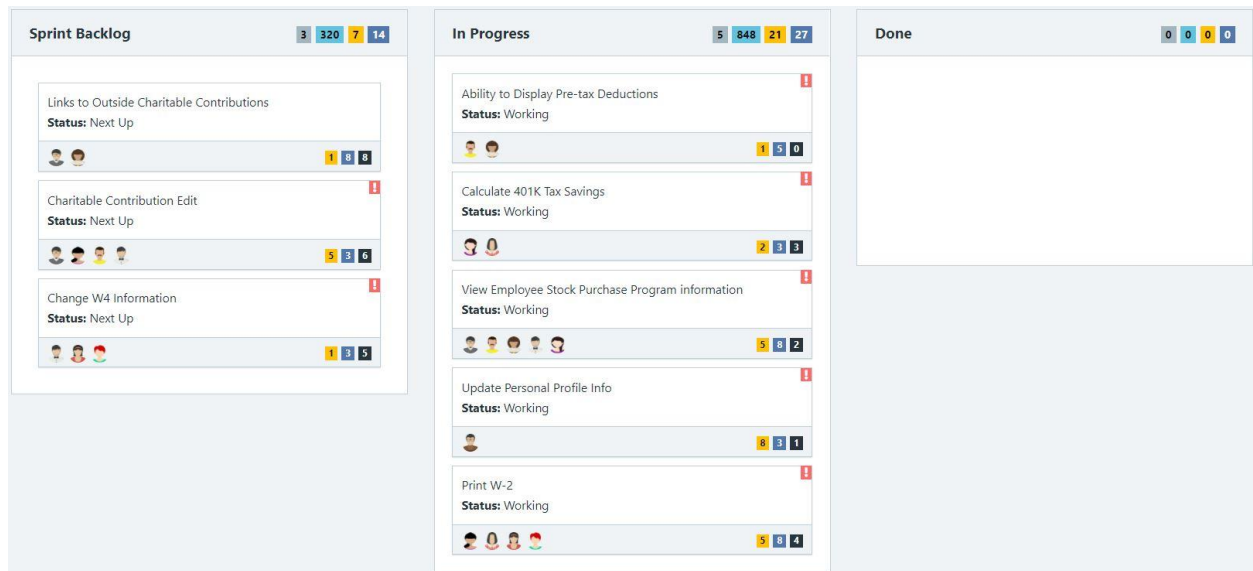 Sprint Backlog 3 320 7 14
Links to Outside Charitable Contributions
Status: Next Up
1 8 8
!
Charitable Contribution Edit
Status: Next Up
5 3 6
!
Change W4 Information
Status: Next Up
1 3 5
In Progress 5 848 21 27
!
Ability to Display Pre-tax Deductions
Status: Working
1 5 0
!
Calculate 401K Tax Savings
Status: Working
2 3 3
!
View Employee Stock Purchase Program information
Status: Working
5 8 2
!
Update Personal Profile Info
Status: Working
8 3 1
!
Print W-2
Status: Working
5 8 4
Done 0 0 0 0